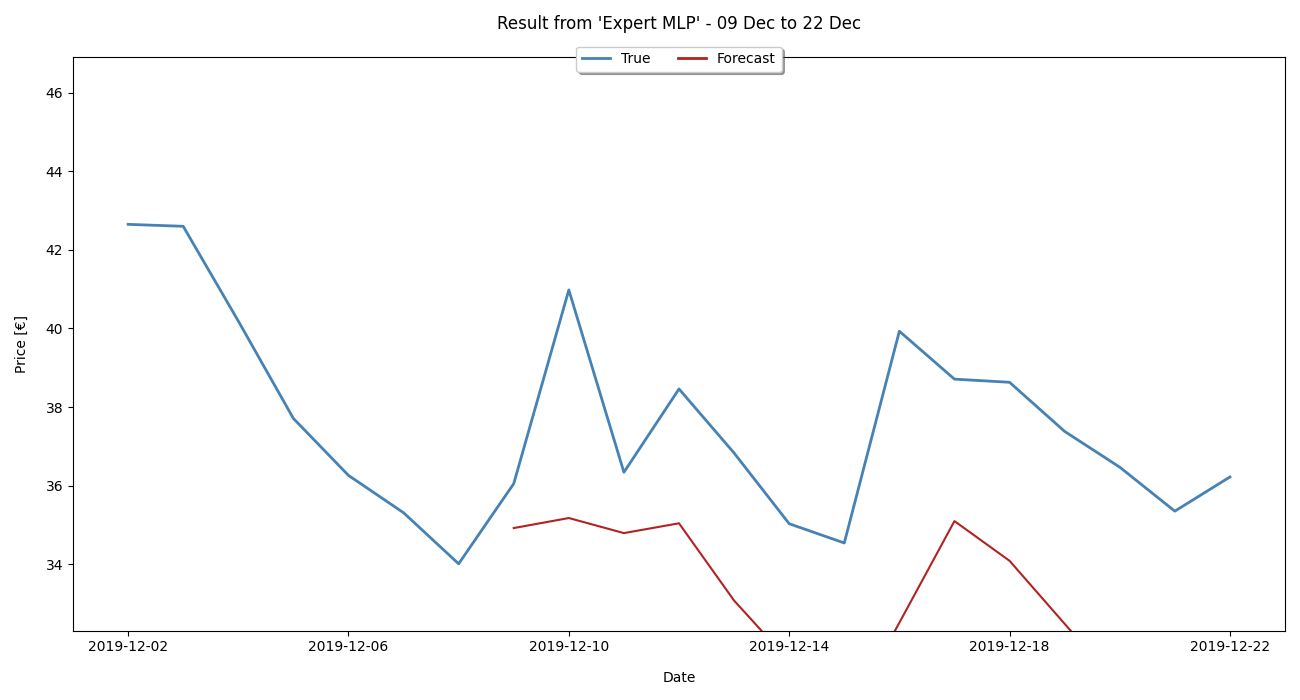 Result from 'Expert MLP' - 09 Dec to 22 Dec
True Forecast
46
44
42
40
38
36
34
Price [€]
2019-12-02 2019-12-06 2019-12-10 2019-12-14 2019-12-18 2019-12-22
Date